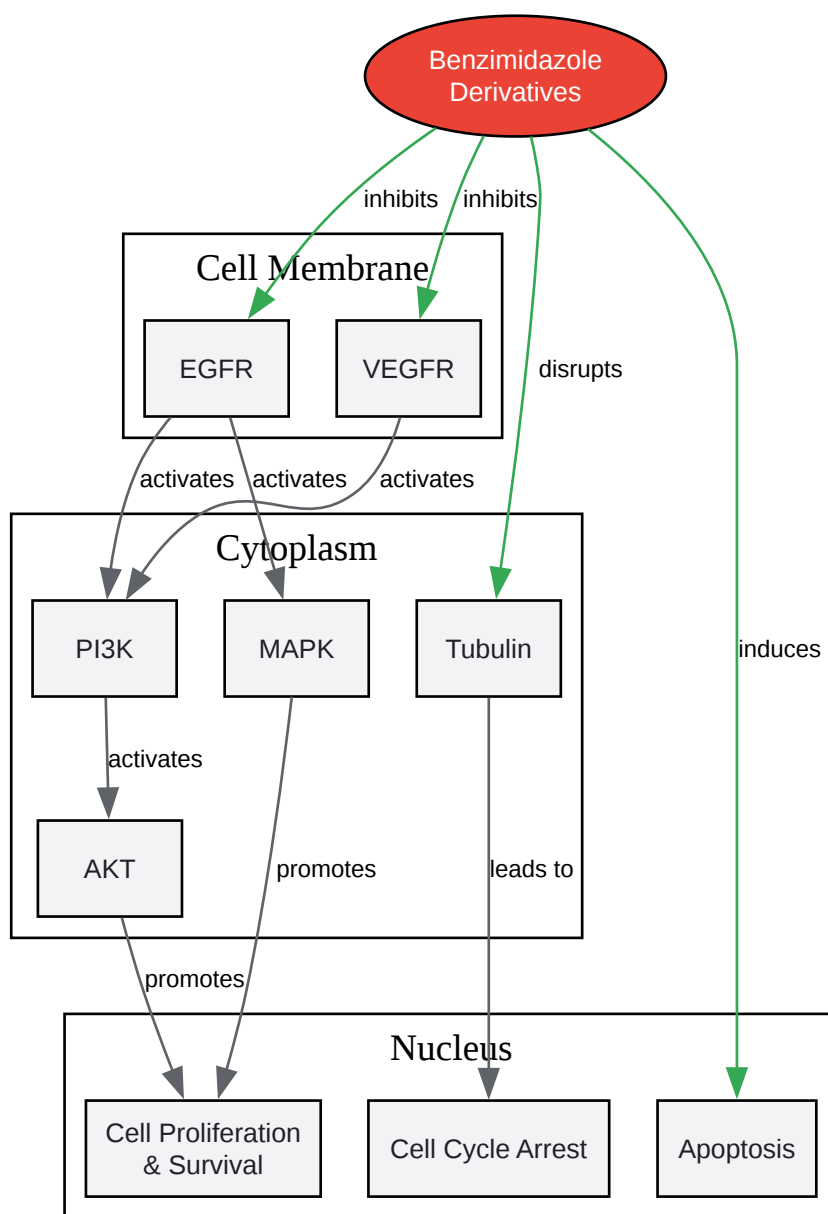 Benzimidazole
Derivatives
inhibits
inhibits
Cell Membrane
EGFR
VEGFR
disrupts
activates
activates
activates
Cytoplasm
PI3K
MAPK
Tubulin
induces
activates
AKT
promotes
leads to
promotes
Nucleus
Cell Proliferation
& Survival
Cell Cycle Arrest
Apoptosis